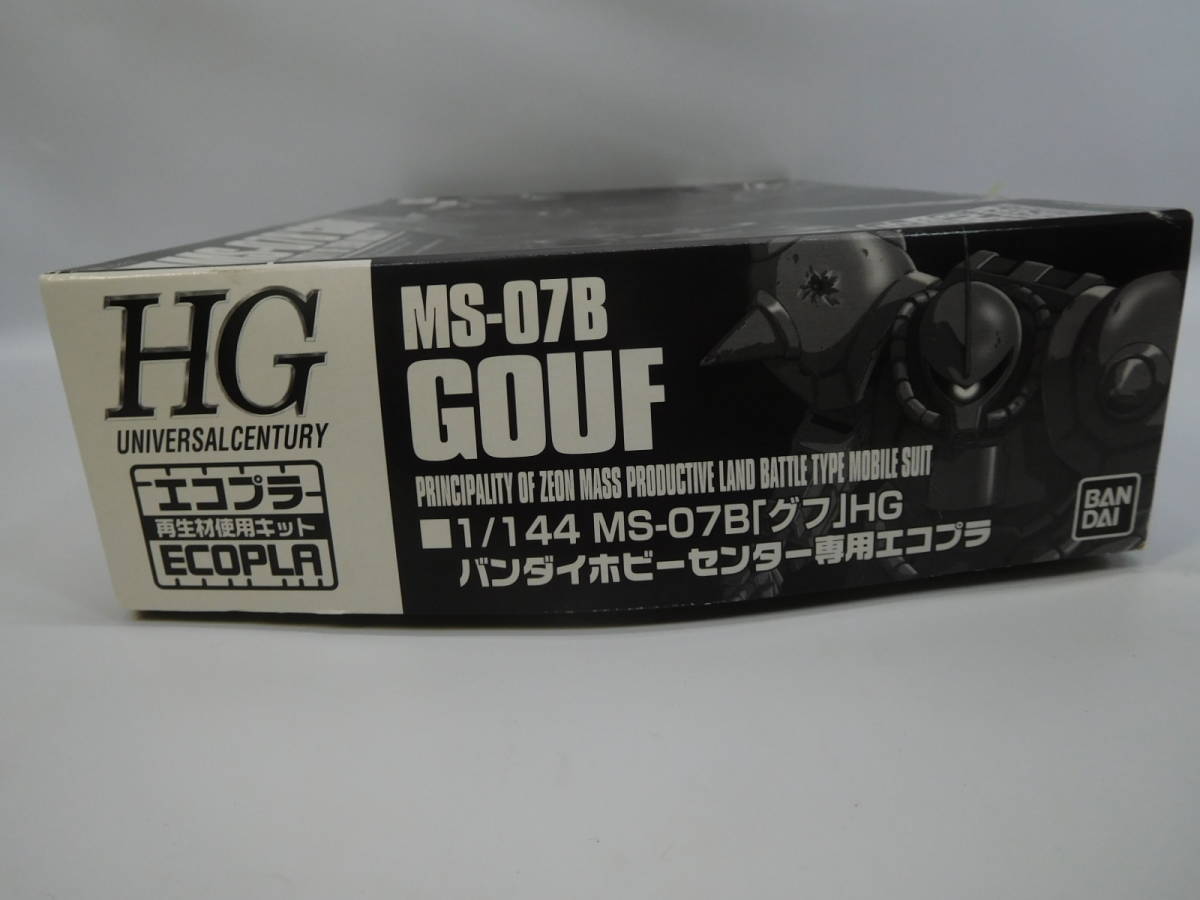 HG
UNIVERSAL CENTURY
エコプラ
再生材使用キット
ECOPLA
MS-07B
GOUF
PRINCIPALITY OF ZEON MASS PRODUCTIVE LAND BATTLE TYPE MOBILE SUIT
■1/144 MS-07B「グフ」HG
バンダイホビーセンター専用エコプラ
BAN
DAI